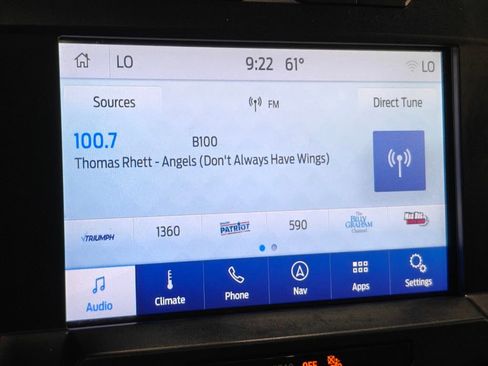 LO 9:22 61° LO
Sources FM Direct Tune
100.7 B100
Thomas Rhett - Angels (Don't Always Have Wings)
TRIUMPH 1360 PATRIOT 590 The BILLY GRAHAM Channel
Audio Climate Phone Nav Apps Settings
OFF